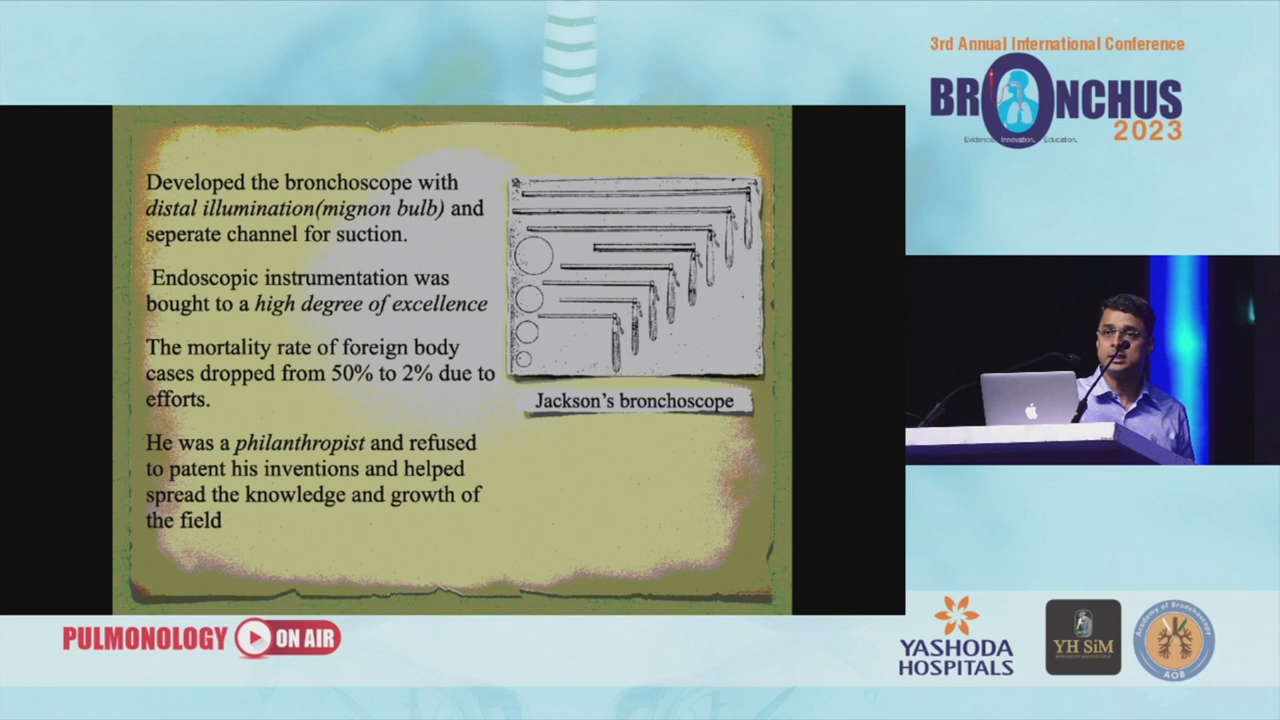 3rd Annual International Conference
BRONCHUS
2023
Evidence. Innovation. Education.
Developed the bronchoscope with
distal illumination(mignon bulb) and
seperate channel for suction.
Endoscopic instrumentation was
bought to a high degree of excellence
The mortality rate of foreign body
cases dropped from 50% to 2% due to
efforts.
He was a philanthropist and refused
to patent his inventions and helped
spread the knowledge and growth of
the field
Jackson's bronchoscope
PULMONOLOGY ON AIR
YASHODA
HOSPITALS
YH SiM
Academy of Bronchoscopy
AOB